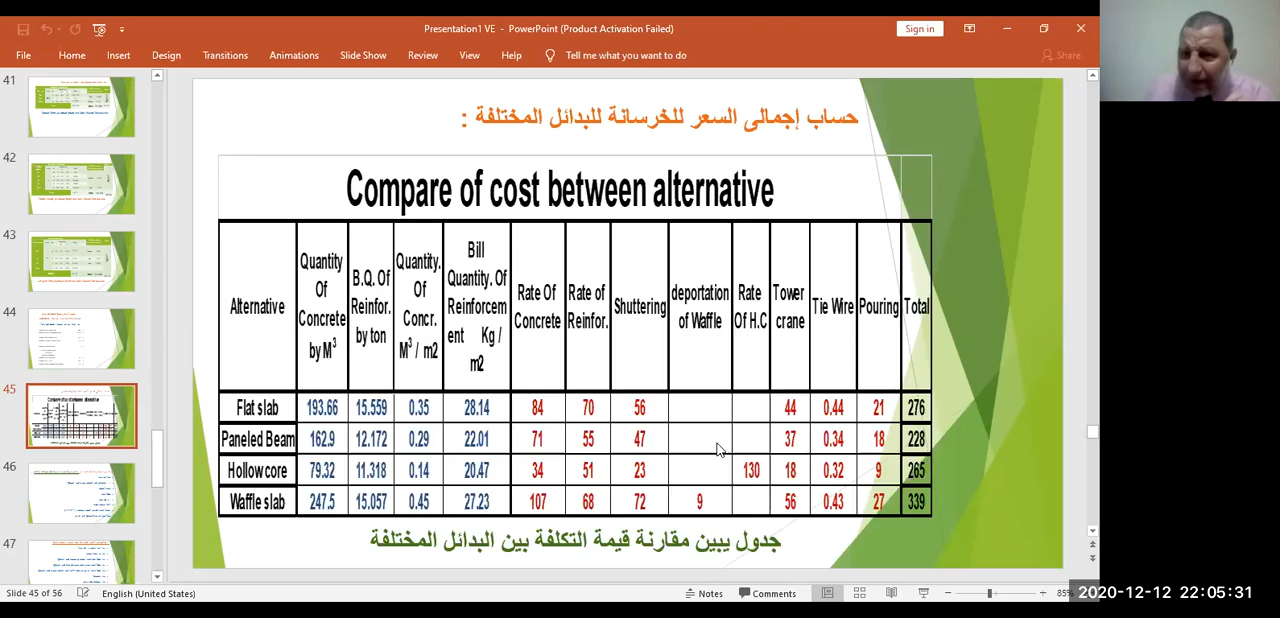 Presentation1 VE - PowerPoint (Product Activation Failed)
Sign in
File Home Insert Design Transitions Animations Slide Show Review View Help Tell me what you want to do Share
41
42
43
44
45
46
47
حساب إجمالى السعر للخرسانة للبدائل المختلفة :
Compare of cost between alternative
Alternative
Quantity Of Concrete by M³
B.Q. Of Reinfor. by ton
Quantity. Of Concr. M³ / m2
Bill Quantity. Of Reinforcem ent Kg / m2
Rate Of Concrete
Rate of Reinfor.
Shuttering
deportation of Waffle
Rate Of H.C
Tower crane
Tie Wire
Pouring
Total
Flat slab 193.66 15.559 0.35 28.14 84 70 56 44 0.44 21 276
Paneled Beam 162.9 12.172 0.29 22.01 71 55 47 37 0.34 18 228
Hollow core 79.32 11.318 0.14 20.47 34 51 23 130 18 0.32 9 265
Waffle slab 247.5 15.057 0.45 27.23 107 68 72 9 56 0.43 27 339
جدول يبين مقارنة قيمة التكلفة بين البدائل المختلفة
Slide 45 of 56 English (United States) Notes Comments 85%
2020-12-12 22:05:31